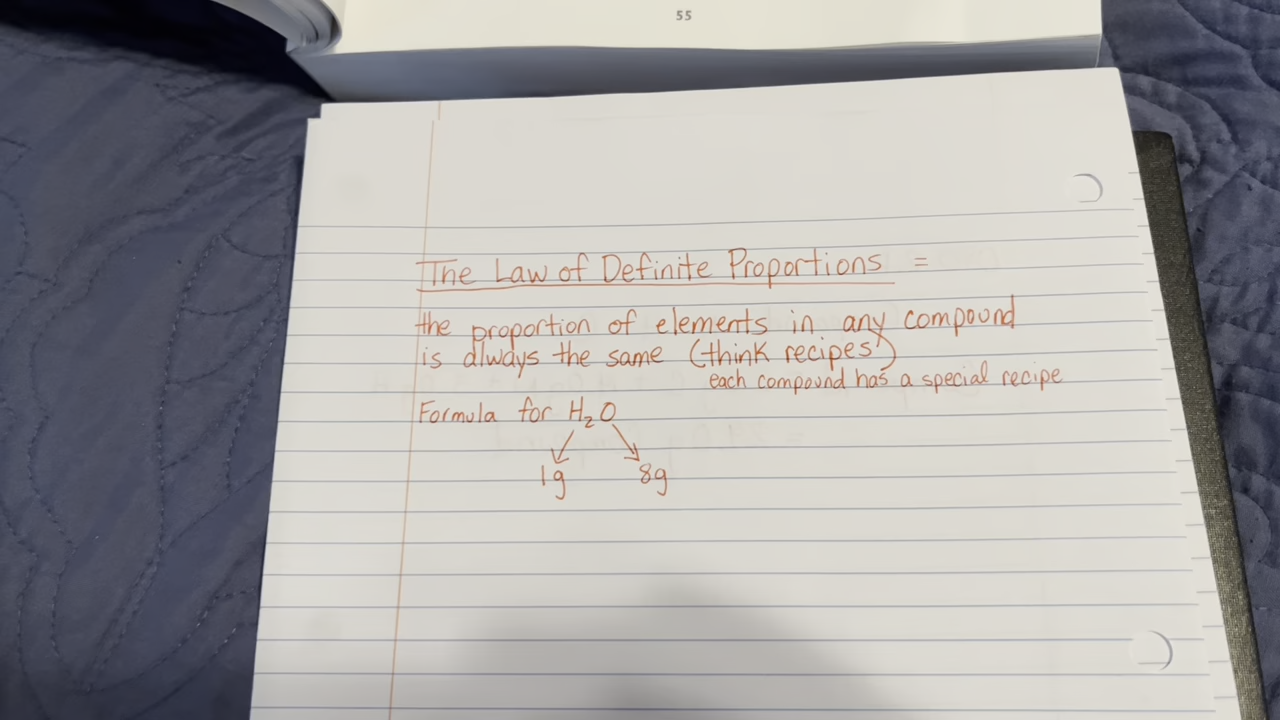 55
The Law of Definite Proportions =
the proportion of elements in any compound
is always the same (think recipes)
each compound has a special recipe
Formula for H₂O
1g 8g